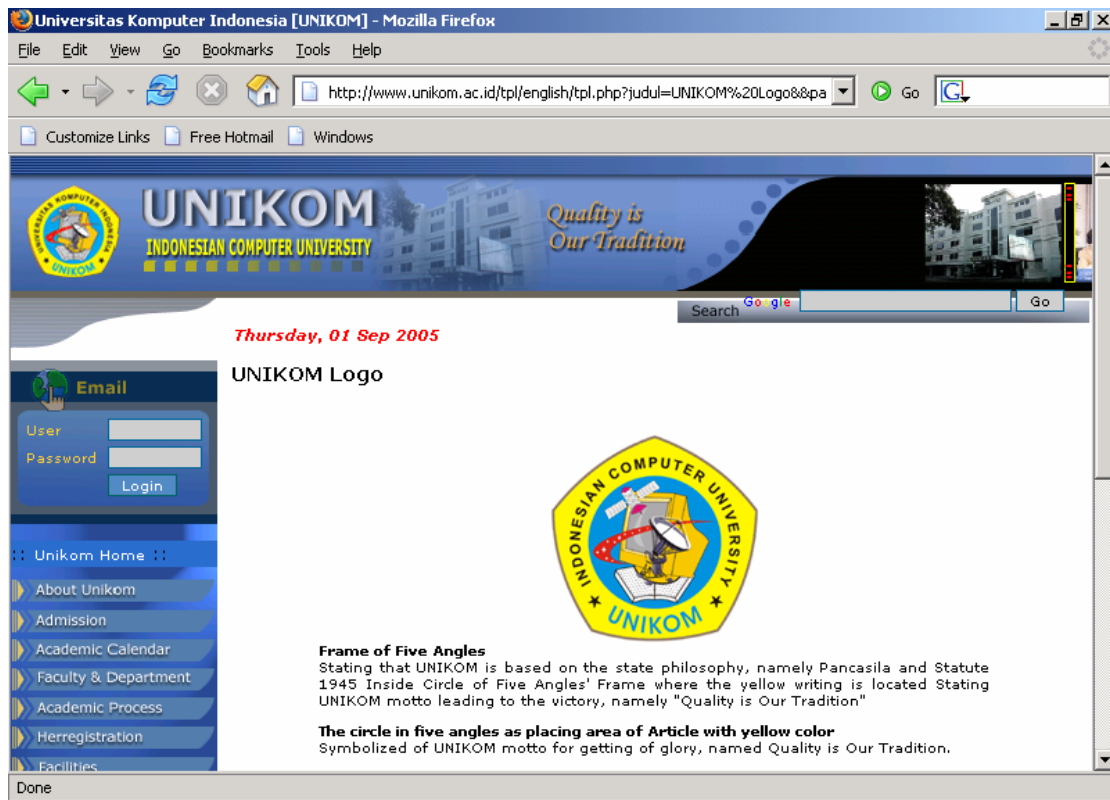 Universitas Komputer Indonesia [UNIKOM] - Mozilla Firefox
File Edit View Go Bookmarks Tools Help
http://www.unikom.ac.id/tpl/english/tpl.php?judul=UNIKOM%20Logo&&pa Go G
Customize Links Free Hotmail Windows
UNIVERSITAS KOMPUTER INDONESIA
UNIKOM
UNIKOM
INDONESIAN COMPUTER UNIVERSITY
Quality is
Our Tradition
Search Google Go
Thursday, 01 Sep 2005
Email
UNIKOM Logo
User
Password
Login
INDONESIAN COMPUTER UNIVERSITY
UNIKOM
:: Unikom Home ::
About Unikom
Admission
Academic Calendar
Faculty & Department
Academic Process
Herregistration
Facilities
Frame of Five Angles
Stating that UNIKOM is based on the state philosophy, namely Pancasila and Statute
1945 Inside Circle of Five Angles' Frame where the yellow writing is located Stating
UNIKOM motto leading to the victory, namely "Quality is Our Tradition"
The circle in five angles as placing area of Article with yellow color
Symbolized of UNIKOM motto for getting of glory, named Quality is Our Tradition.
Done